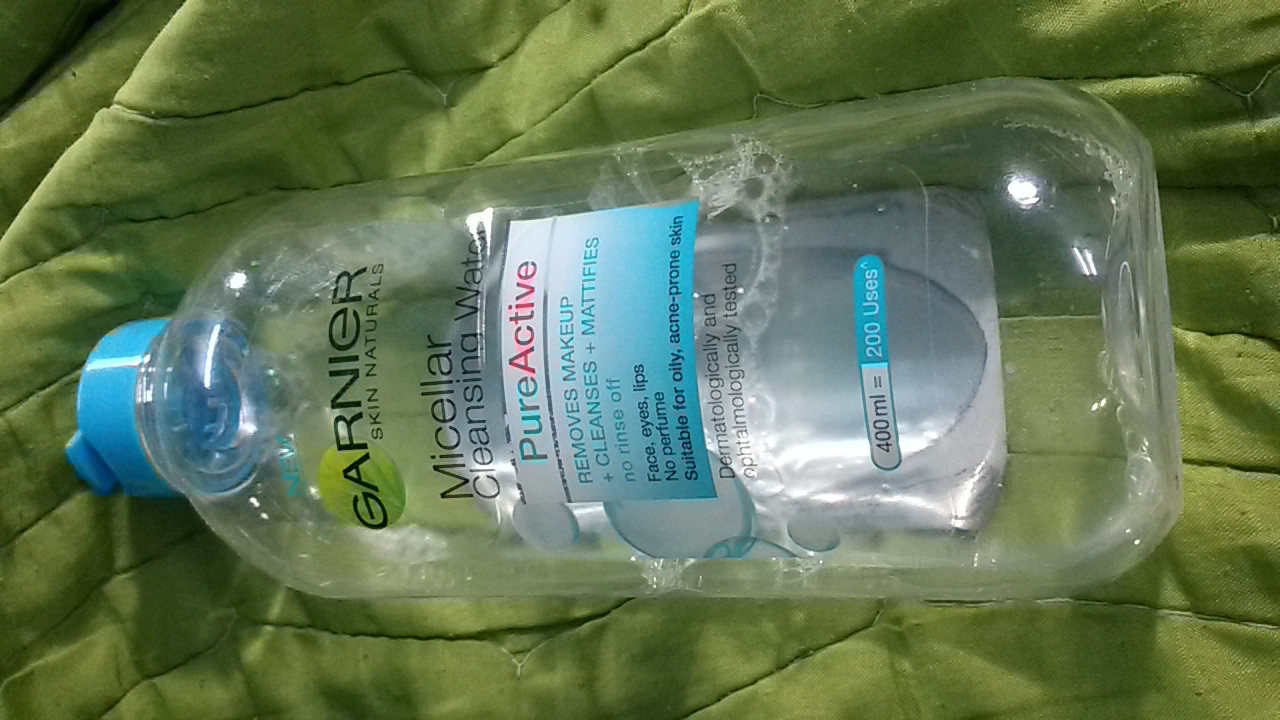 NEW
GARNIER
SKIN NATURALS
Micellar
Cleansing Water
PureActive
REMOVES MAKEUP
+ CLEANSES + MATTIFIES
no rinse off
Face, eyes, lips
No perfume
Suitable for oily, acne-prone skin
Dermatologically and
ophtalmologically tested
400ml = 200 Uses^